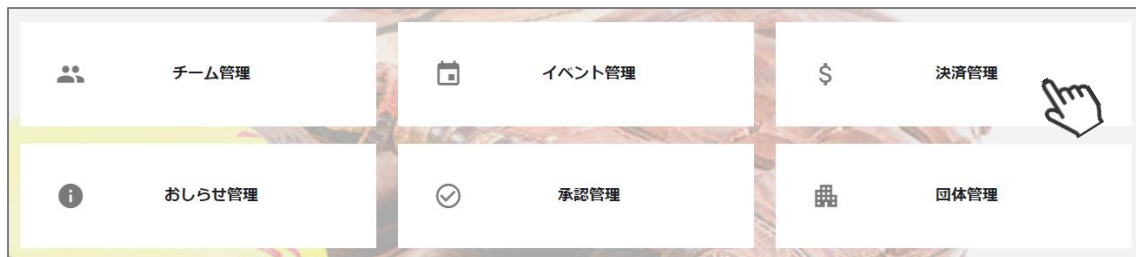 チーム管理
イベント管理
決済管理
おしらせ管理
承認管理
団体管理